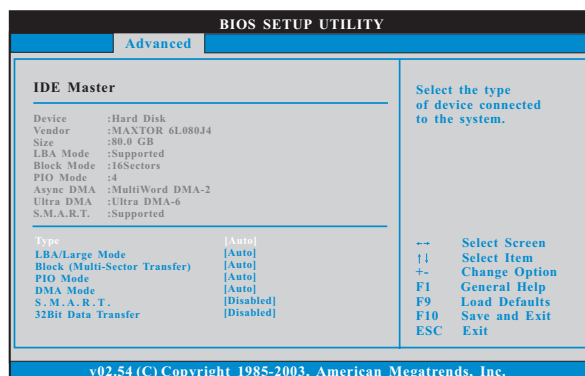 BIOS SETUP UTILITY
Advanced
IDE Master
Device :Hard Disk
Vendor :MAXTOR 6L080J4
Size :80.0 GB
LBA Mode :Supported
Block Mode :16Sectors
PIO Mode :4
Async DMA :MultiWord DMA-2
Ultra DMA :Ultra DMA-6
S.M.A.R.T. :Supported
Type [Auto]
LBA/Large Mode [Auto]
Block (Multi-Sector Transfer) [Auto]
PIO Mode [Auto]
DMA Mode [Auto]
S.M.A.R.T. [Disabled]
32Bit Data Transfer [Disabled]
Select the type
of device connected
to the system.
←→ Select Screen
↑↓ Select Item
+- Change Option
F1 General Help
F9 Load Defaults
F10 Save and Exit
ESC Exit
v02.54 (C) Copyright 1985-2003, American Megatrends, Inc.